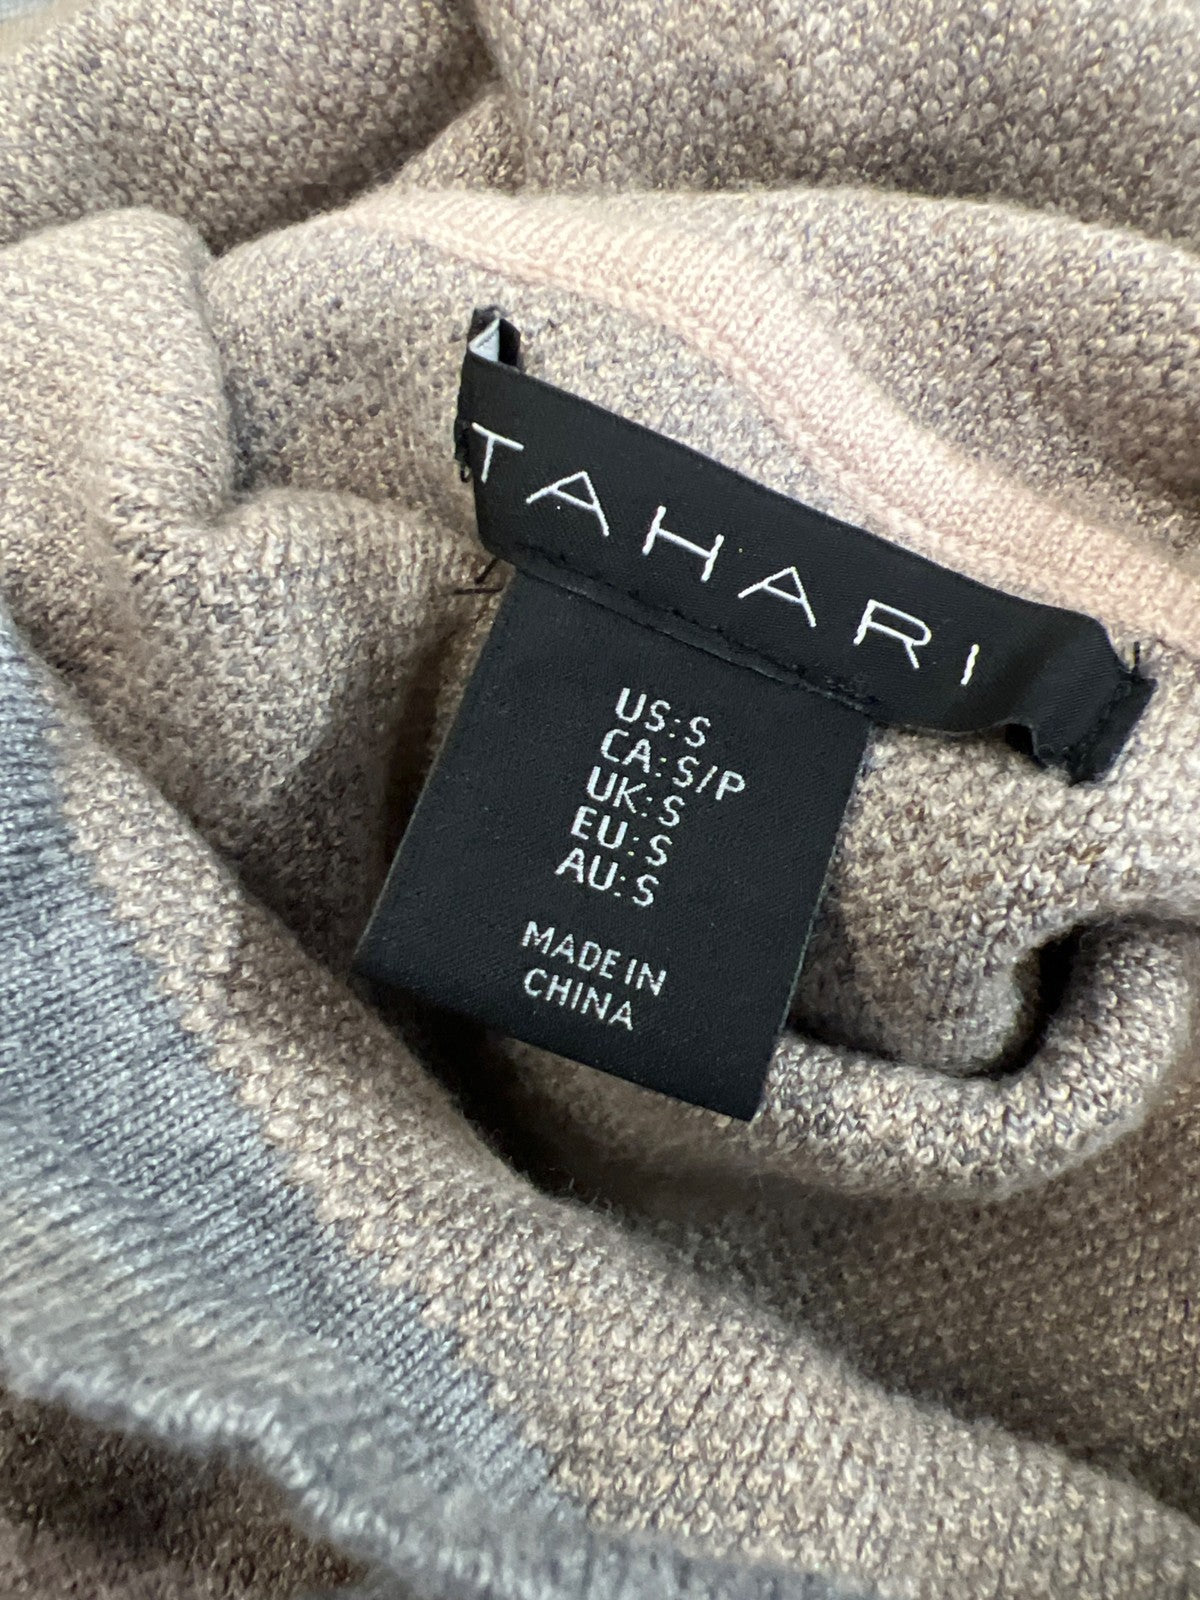 TAHARI
US: S
CA: S/P
UK: S
EU: S
AU: S
MADE IN
CHINA